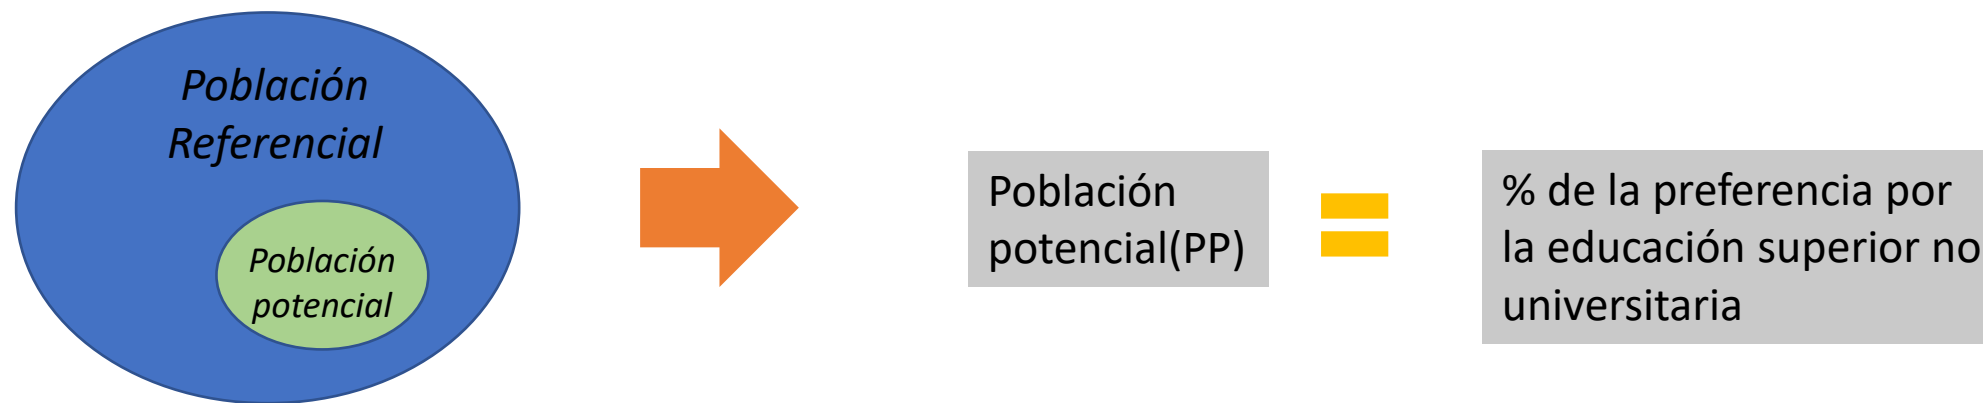 Población
Referencial
Población
potencial
Población
potencial(PP)
% de la preferencia por
la educación superior no
universitaria